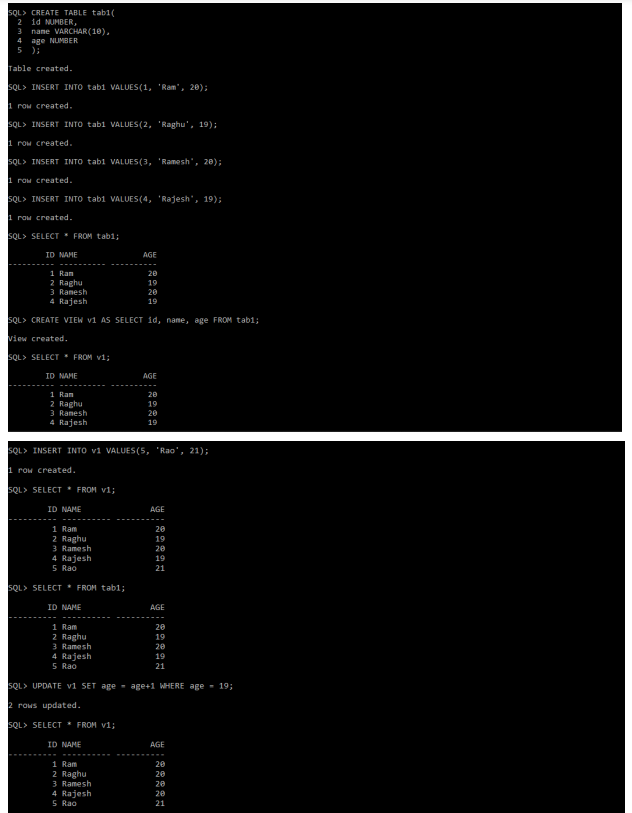 SQL> CREATE TABLE tab1(
  2  id NUMBER,
  3  name VARCHAR(10),
  4  age NUMBER
  5  );
Table created.
SQL> INSERT INTO tab1 VALUES(1, 'Ram', 20);
1 row created.
SQL> INSERT INTO tab1 VALUES(2, 'Raghu', 19);
1 row created.
SQL> INSERT INTO tab1 VALUES(3, 'Ramesh', 20);
1 row created.
SQL> INSERT INTO tab1 VALUES(4, 'Rajesh', 19);
1 row created.
SQL> SELECT * FROM tab1;
        ID NAME              AGE
---------- ---------- ----------
         1 Ram                20
         2 Raghu              19
         3 Ramesh             20
         4 Rajesh             19
SQL> CREATE VIEW v1 AS SELECT id, name, age FROM tab1;
View created.
SQL> SELECT * FROM v1;
        ID NAME              AGE
---------- ---------- ----------
         1 Ram                20
         2 Raghu              19
         3 Ramesh             20
         4 Rajesh             19
SQL> INSERT INTO v1 VALUES(5, 'Rao', 21);
1 row created.
SQL> SELECT * FROM v1;
        ID NAME              AGE
---------- ---------- ----------
         1 Ram                20
         2 Raghu              19
         3 Ramesh             20
         4 Rajesh             19
         5 Rao                21
SQL> SELECT * FROM tab1;
        ID NAME              AGE
---------- ---------- ----------
         1 Ram                20
         2 Raghu              19
         3 Ramesh             20
         4 Rajesh             19
         5 Rao                21
SQL> UPDATE v1 SET age = age+1 WHERE age = 19;
2 rows updated.
SQL> SELECT * FROM v1;
        ID NAME              AGE
---------- ---------- ----------
         1 Ram                20
         2 Raghu              20
         3 Ramesh             20
         4 Rajesh             20
         5 Rao                21